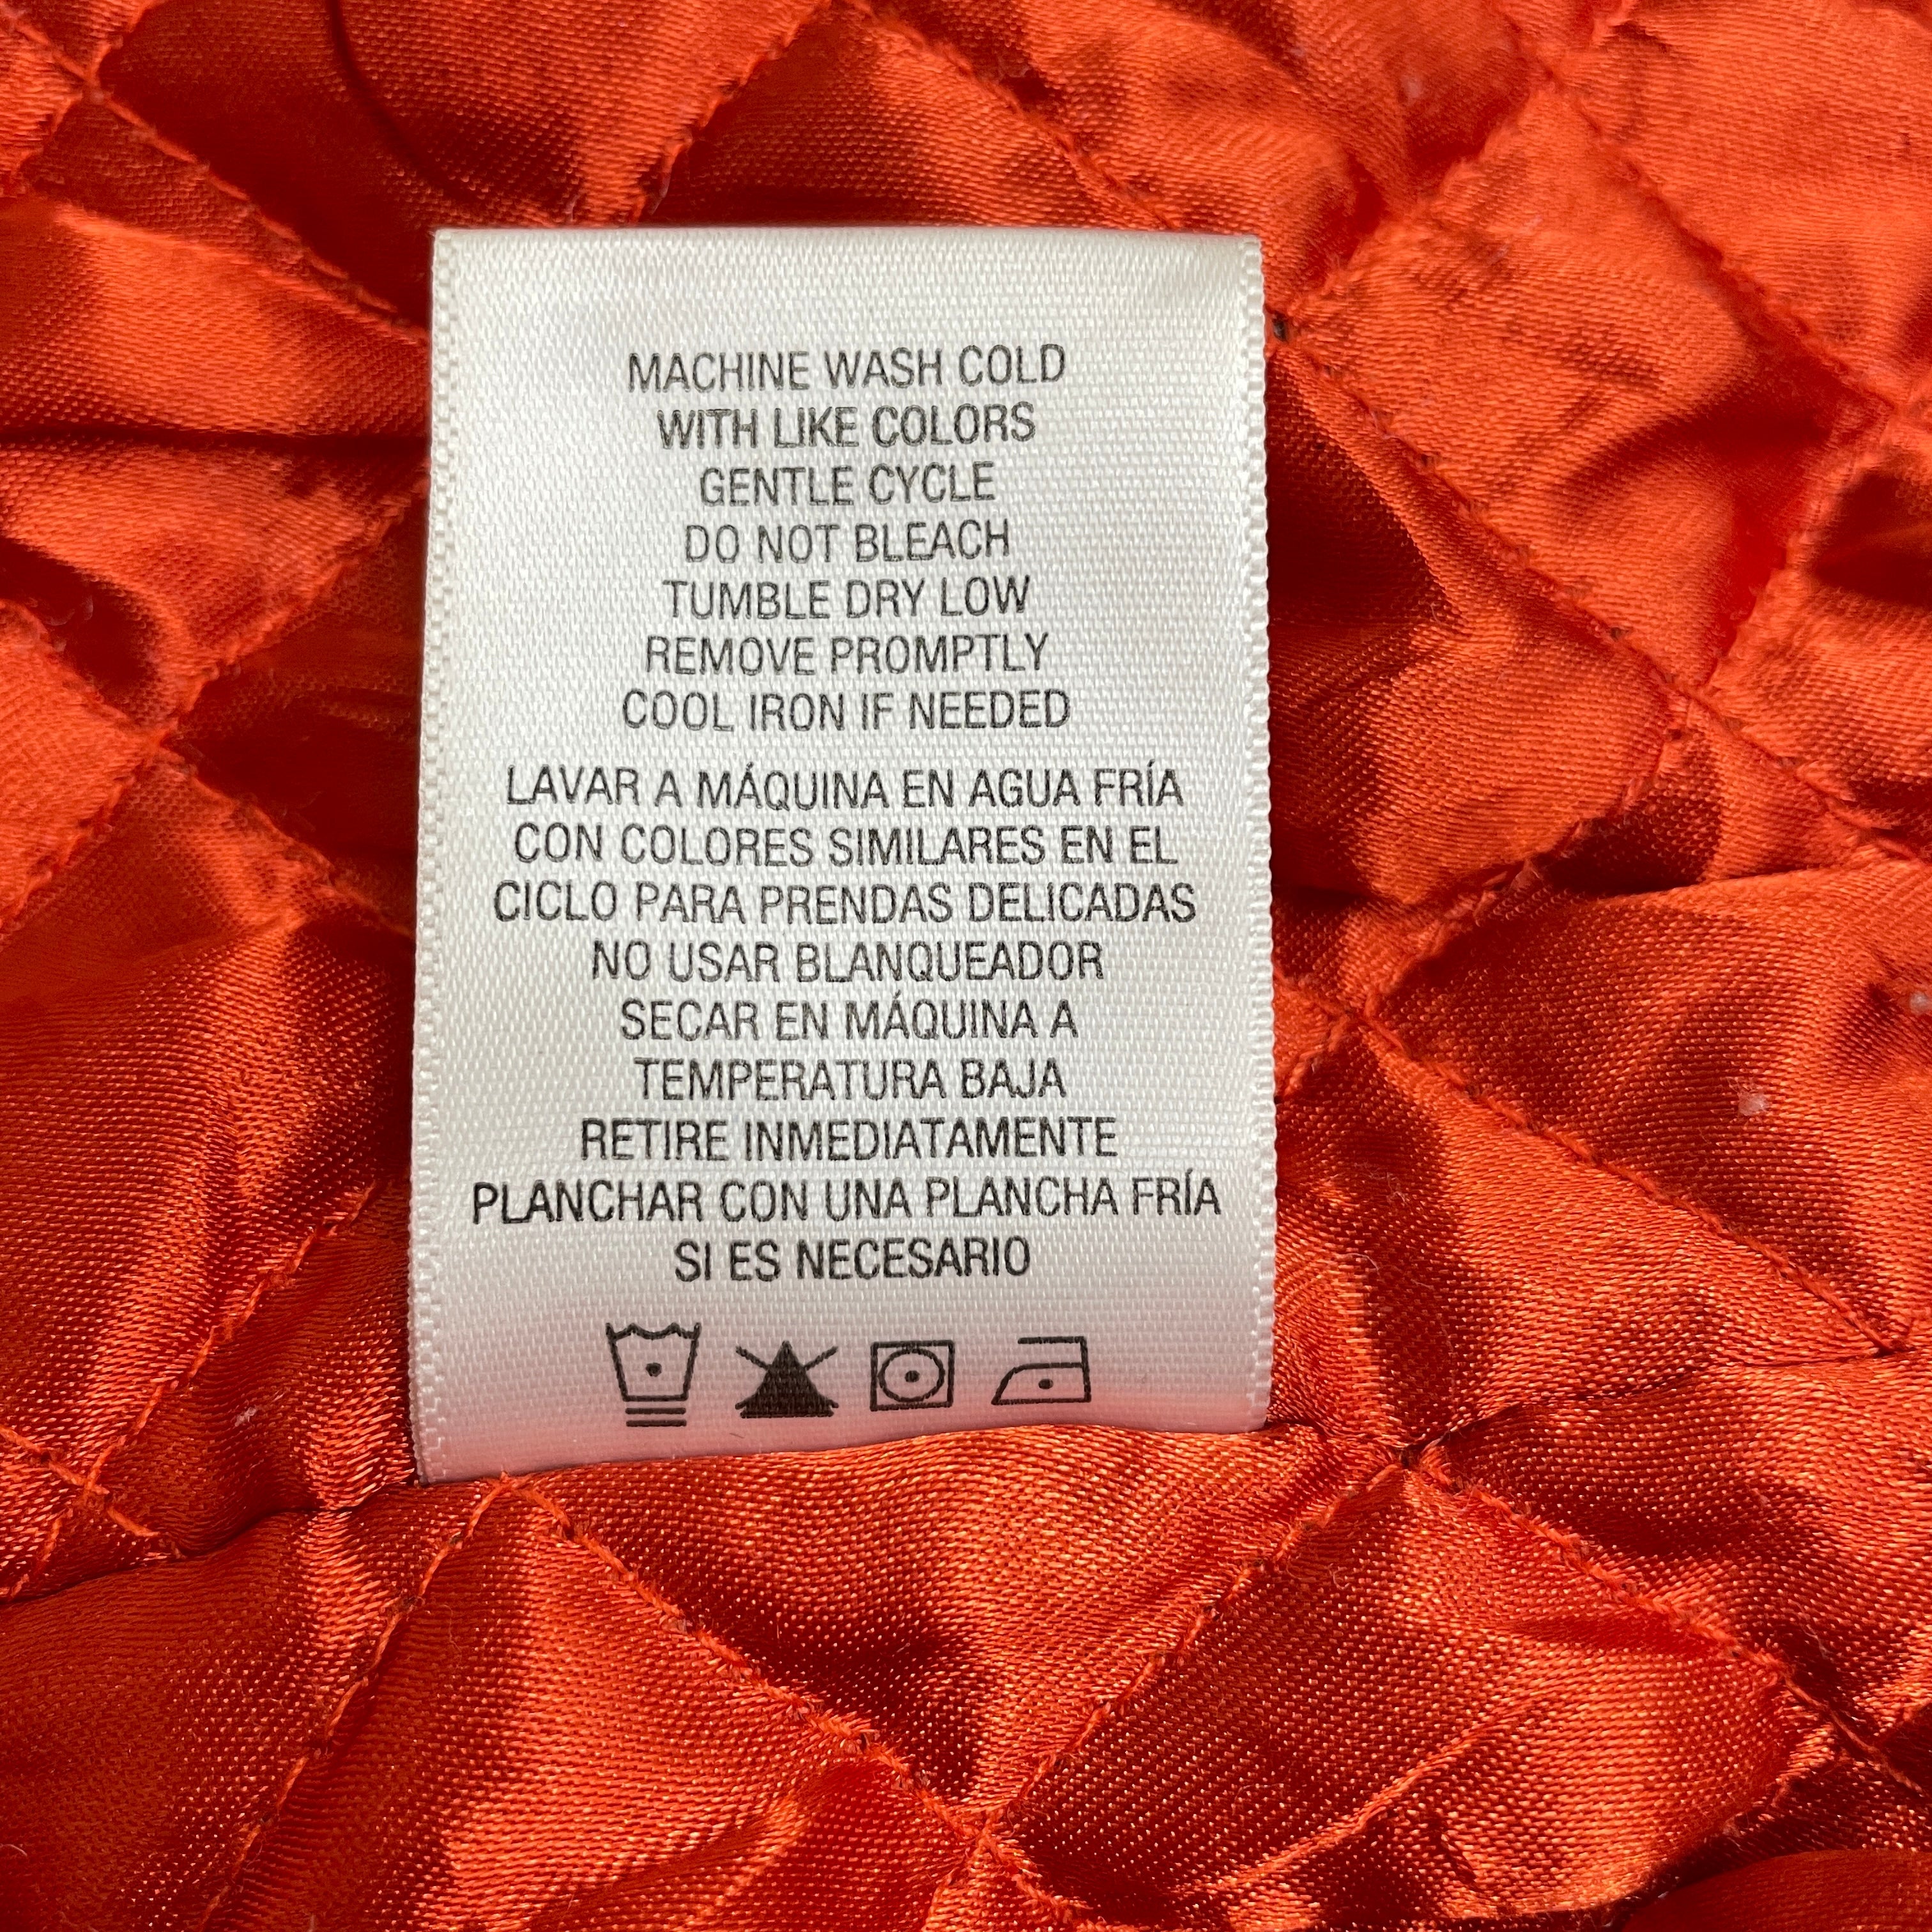 MACHINE WASH COLD
WITH LIKE COLORS
GENTLE CYCLE
DO NOT BLEACH
TUMBLE DRY LOW
REMOVE PROMPTLY
COOL IRON IF NEEDED
LAVAR A MÁQUINA EN AGUA FRÍA
CON COLORES SIMILARES EN EL
CICLO PARA PRENDAS DELICADAS
NO USAR BLANQUEADOR
SECAR EN MÁQUINA A
TEMPERATURA BAJA
RETIRE INMEDIATAMENTE
PLANCHAR CON UNA PLANCHA FRÍA
SI ES NECESARIO